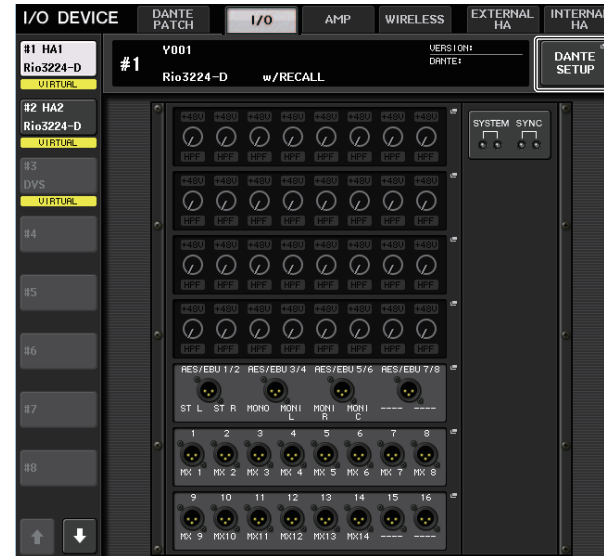 I/O DEVICE
DANTE PATCH
I/O
AMP
WIRELESS
EXTERNAL HA
INTERNAL HA
#1 HA1
Rio3224-D
VIRTUAL
#1
Y001
Rio3224-D w/RECALL
VERSION:
DANTE:
DANTE SETUP
#2 HA2
Rio3224-D
VIRTUAL
#3
DVS
VIRTUAL
#4
#5
#6
#7
#8
+48V +48V +48V +48V +48V +48V +48V +48V
HPF HPF HPF HPF HPF HPF HPF HPF
+48V +48V +48V +48V +48V +48V +48V +48V
HPF HPF HPF HPF HPF HPF HPF HPF
+48V +48V +48V +48V +48V +48V +48V +48V
HPF HPF HPF HPF HPF HPF HPF HPF
+48V +48V +48V +48V +48V +48V +48V +48V
HPF HPF HPF HPF HPF HPF HPF HPF
SYSTEM SYNC
AES/EBU 1/2 AES/EBU 3/4 AES/EBU 5/6 AES/EBU 7/8
ST L ST R MONO MONI L MONI R MONI C ---- ----
1 2 3 4 5 6 7 8
MX 1 MX 2 MX 3 MX 4 MX 5 MX 6 MX 7 MX 8
9 10 11 12 13 14 15 16
MX 9 MX10 MX11 MX12 MX13 MX14 ---- ----